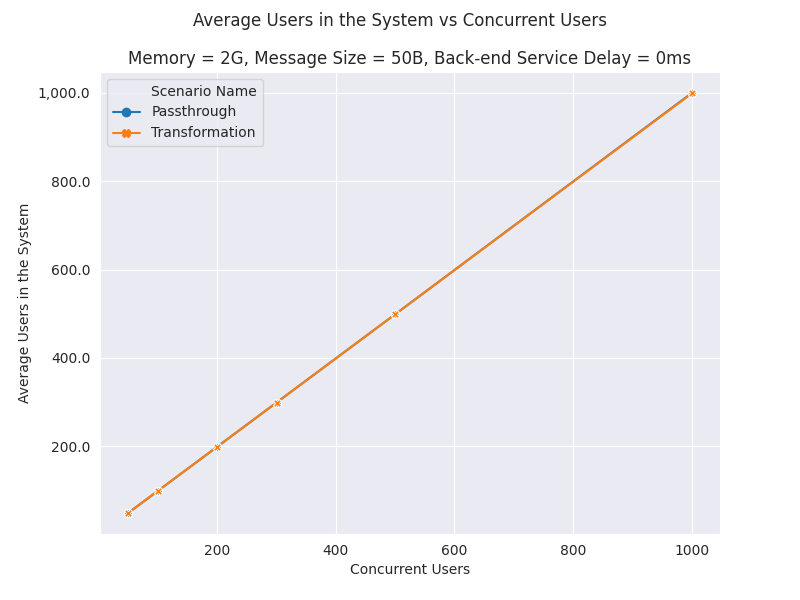 Average Users in the System vs Concurrent Users
Memory = 2G, Message Size = 50B, Back-end Service Delay = 0ms
Scenario Name
Passthrough
Transformation
1,000.0
800.0
600.0
400.0
200.0
Average Users in the System
200 400 600 800 1000
Concurrent Users